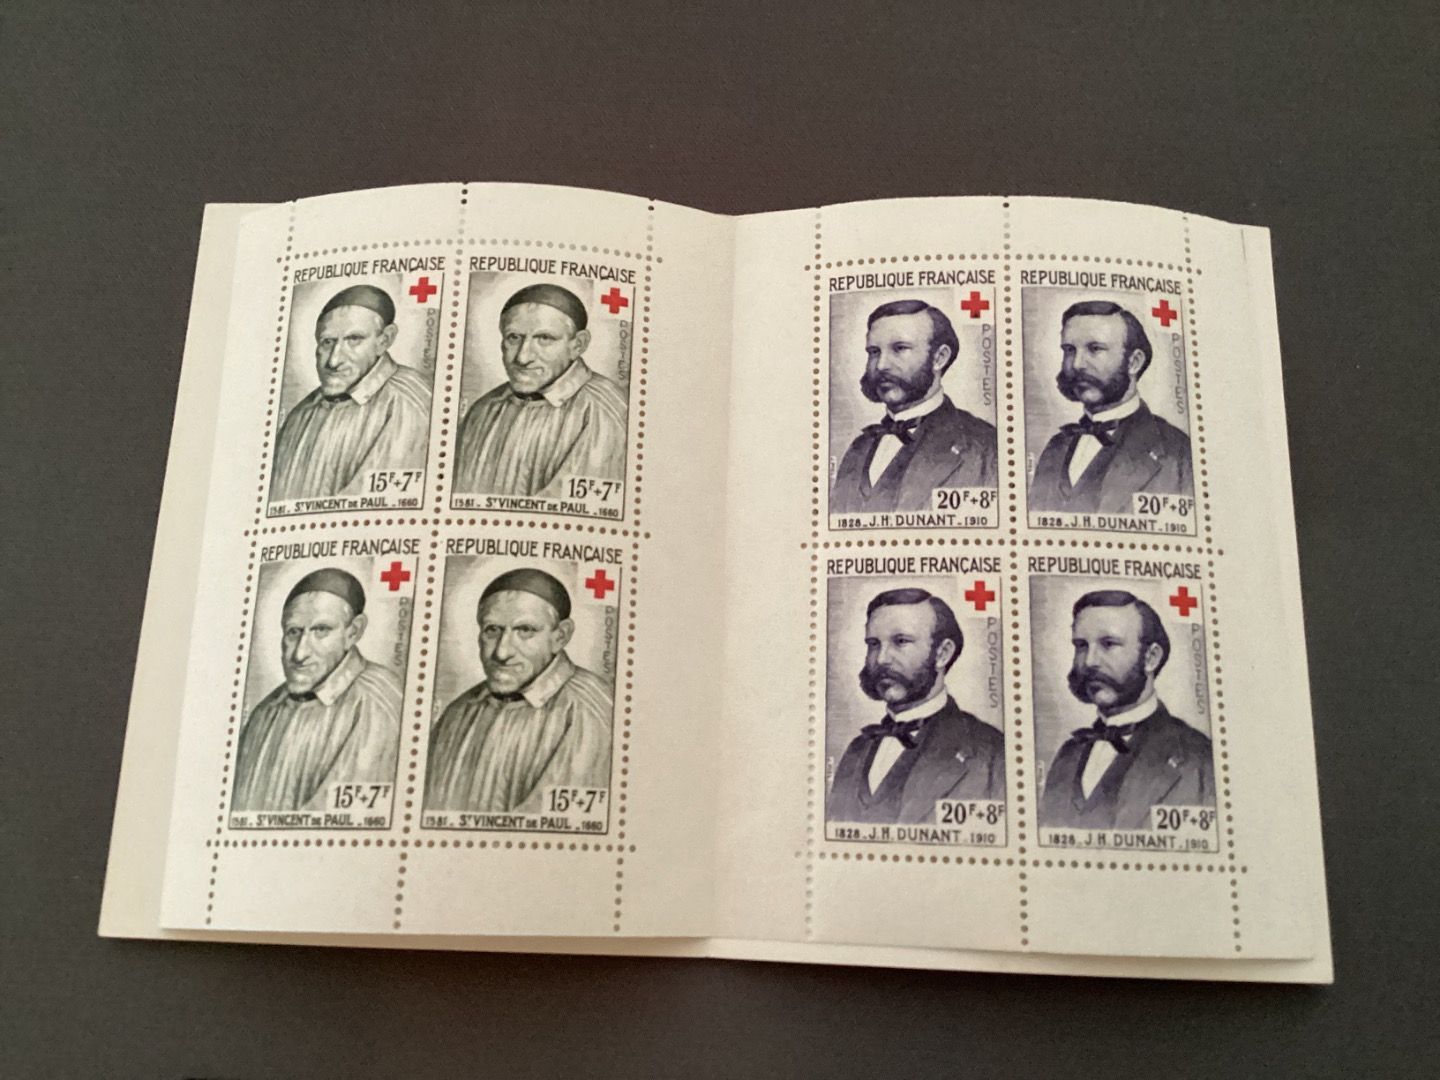 REPUBLIQUE FRANÇAISE
POSTES
15F+7F
1581 - ST VINCENT DE PAUL - 1660
REPUBLIQUE FRANÇAISE
POSTES
15F+7F
1581 - ST VINCENT DE PAUL - 1660
REPUBLIQUE FRANÇAISE
POSTES
15F+7F
1581 - ST VINCENT DE PAUL - 1660
REPUBLIQUE FRANÇAISE
POSTES
15F+7F
1581 - ST VINCENT DE PAUL - 1660
REPUBLIQUE FRANÇAISE
POSTES
20F+8F
1828 - J.H. DUNANT - 1910
REPUBLIQUE FRANÇAISE
POSTES
20F+8F
1828 - J.H. DUNANT - 1910
REPUBLIQUE FRANÇAISE
POSTES
20F+8F
1828 - J.H. DUNANT - 1910
REPUBLIQUE FRANÇAISE
POSTES
20F+8F
1828 - J.H. DUNANT - 1910